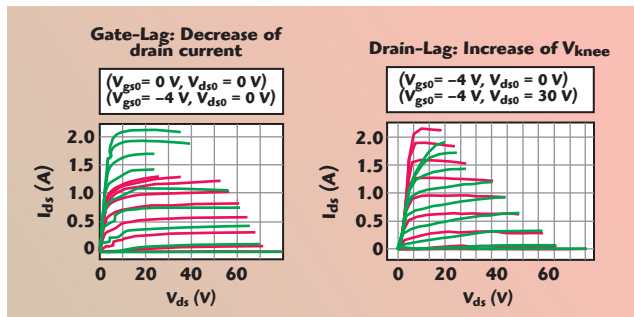 Gate-Lag: Decrease of
drain current
(Vgs0= 0 V, Vds0 = 0 V)
(Vgs0= −4 V, Vds0 = 0 V)
Ids (A)
2.0
1.5
1.0
0.5
0
0 20 40 60
Vds (V)
Drain-Lag: Increase of Vknee
(Vgs0= −4 V, Vds0 = 0 V)
(Vgs0= −4 V, Vds0 = 30 V)
Ids (A)
2.0
1.5
1.0
0.5
0
0 20 40 60
Vds (V)